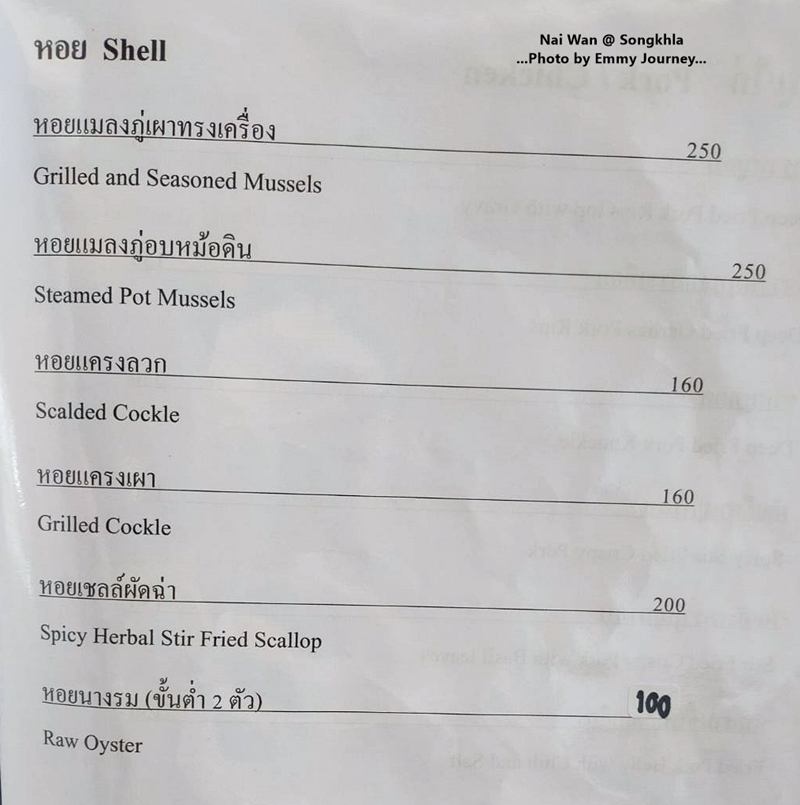 หอย Shell
Nai Wan @ Songkhla
...Photo by Emmy Journey...
หอยแมลงภู่เผาทรงเครื่อง 250
Grilled and Seasoned Mussels
หอยแมลงภู่อบหม้อดิน 250
Steamed Pot Mussels
หอยแครงลวก 160
Scalded Cockle
หอยแครงเผา 160
Grilled Cockle
หอยเชลล์ผัดฉ่า 200
Spicy Herbal Stir Fried Scallop
หอยนางรม (ขั้นต่ำ 2 ตัว) 100
Raw Oyster